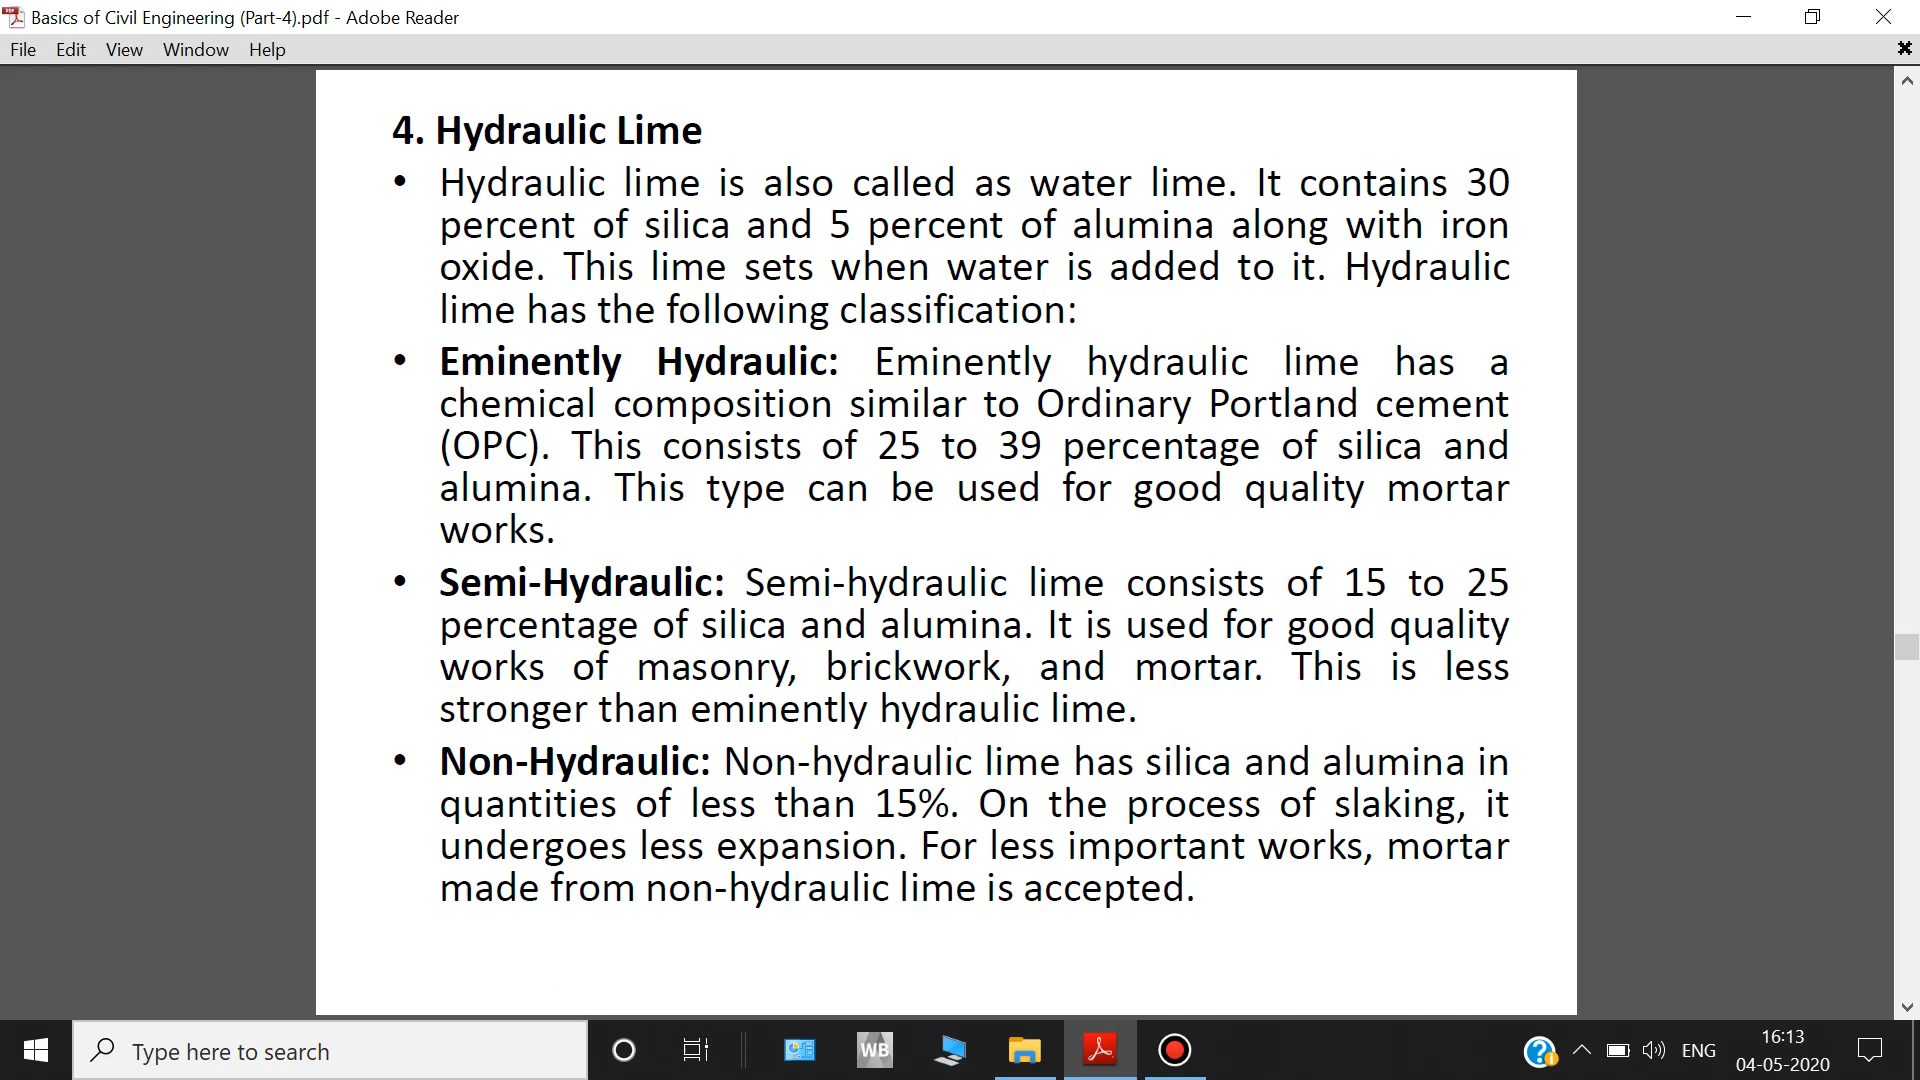 Basics of Civil Engineering (Part-4).pdf - Adobe Reader
File Edit View Window Help
4. Hydraulic Lime
• Hydraulic lime is also called as water lime. It contains 30
percent of silica and 5 percent of alumina along with iron
oxide. This lime sets when water is added to it. Hydraulic
lime has the following classification:
• Eminently Hydraulic: Eminently hydraulic lime has a
chemical composition similar to Ordinary Portland cement
(OPC). This consists of 25 to 39 percentage of silica and
alumina. This type can be used for good quality mortar
works.
• Semi-Hydraulic: Semi-hydraulic lime consists of 15 to 25
percentage of silica and alumina. It is used for good quality
works of masonry, brickwork, and mortar. This is less
stronger than eminently hydraulic lime.
• Non-Hydraulic: Non-hydraulic lime has silica and alumina in
quantities of less than 15%. On the process of slaking, it
undergoes less expansion. For less important works, mortar
made from non-hydraulic lime is accepted.
Type here to search
WB
ENG
16:13
04-05-2020